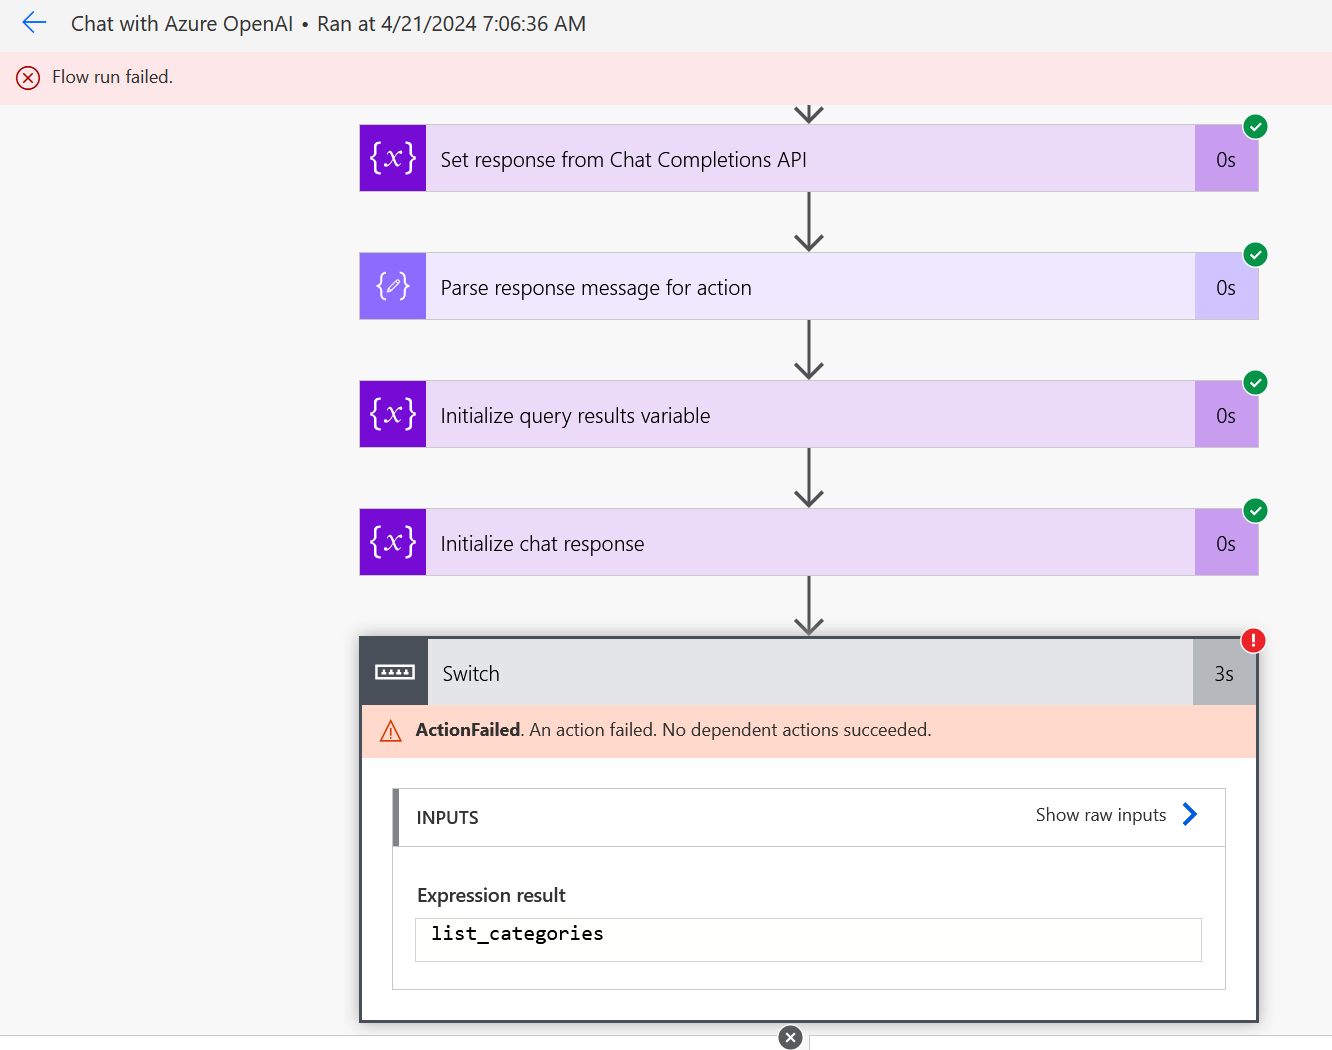 Chat with Azure OpenAI • Ran at 4/21/2024 7:06:36 AM
Flow run failed.
{x} Set response from Chat Completions API 0s
Parse response message for action 0s
{x} Initialize query results variable 0s
{x} Initialize chat response 0s
Switch 3s
ActionFailed. An action failed. No dependent actions succeeded.
INPUTS Show raw inputs
Expression result
list_categories